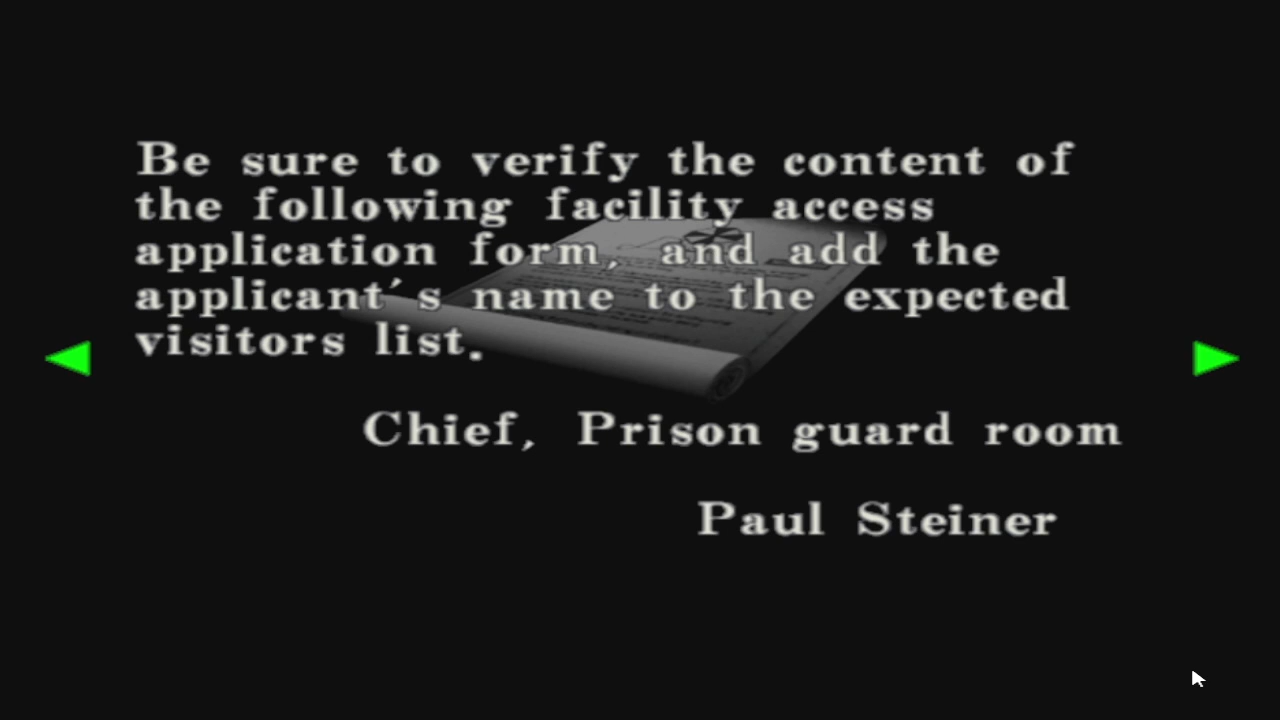 Be sure to verify the content of
the following facility access
application form, and add the
applicant's name to the expected
visitors list.
Chief, Prison guard room
Paul Steiner